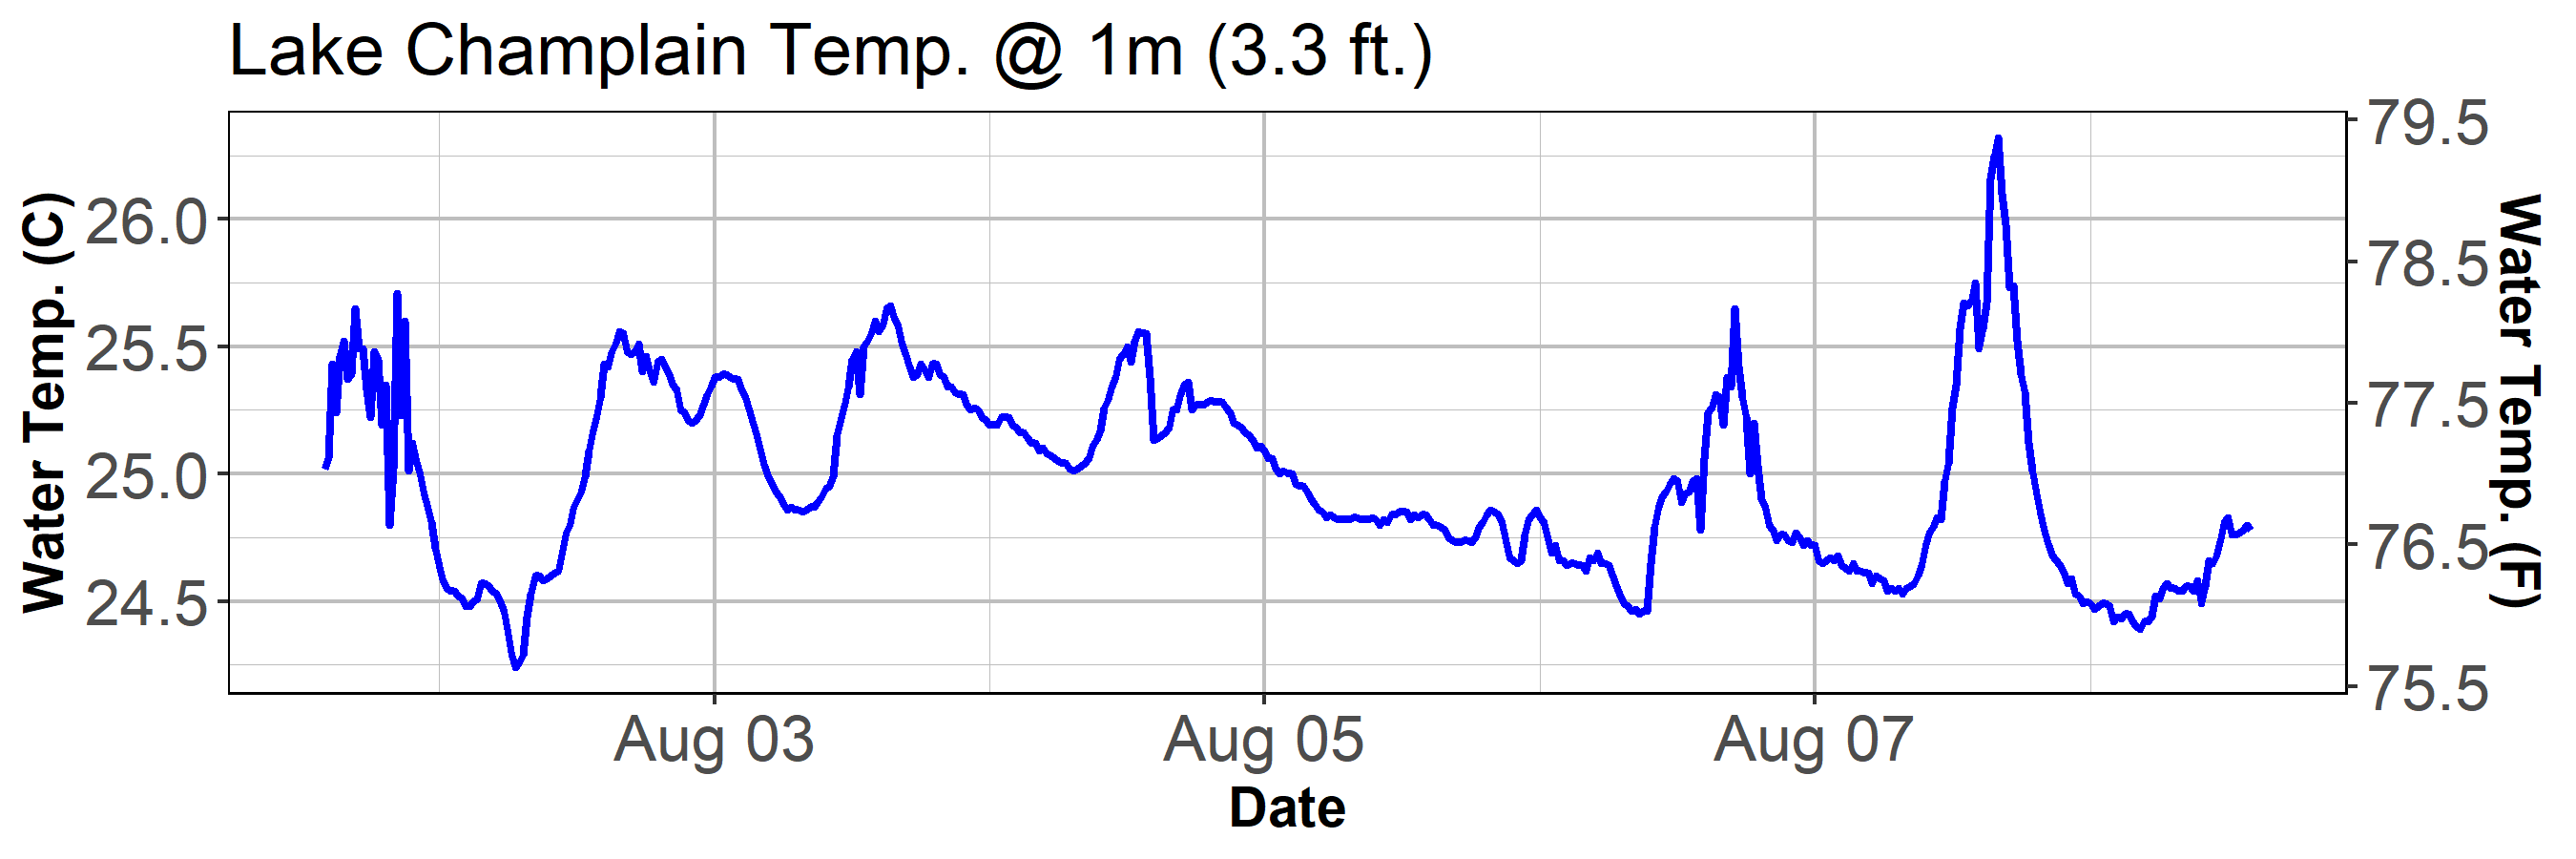 Lake Champlain Temp. @ 1m (3.3 ft.)
Water Temp. (C)
26.0
25.5
25.0
24.5
79.5
78.5
77.5
76.5
75.5
Water Temp. (F)
Aug 03 Aug 05 Aug 07
Date